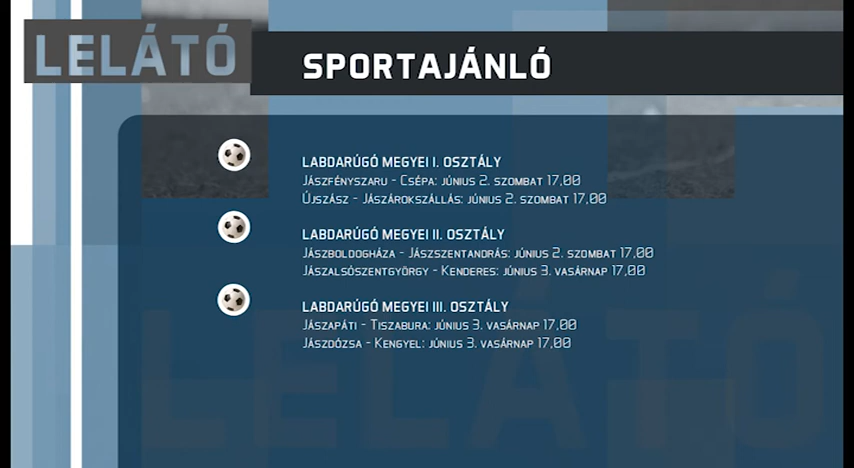 LELÁTÓ
SPORTAJÁNLÓ
LABDARÚGÓ MEGYEI I. OSZTÁLY
Jászfényszaru - Csépa: június 2. szombat 17,00
Újszász - Jászárokszállás: június 2. szombat 17,00
LABDARÚGÓ MEGYEI II. OSZTÁLY
Jászboldogháza - Jászszentandrás: június 2. szombat 17,00
Jászalsószentgyörgy - Kenderes: június 3. vasárnap 17,00
LABDARÚGÓ MEGYEI III. OSZTÁLY
Jászapáti - Tiszabura: június 3. vasárnap 17,00
Jászdózsa - Kengyel: június 3. vasárnap 17,00
LELÁTÓ